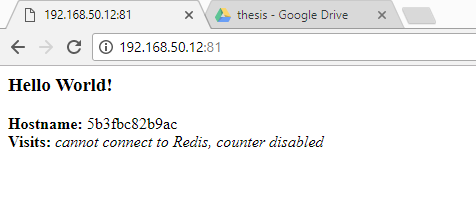 192.168.50.12:81
thesis - Google Drive
192.168.50.12:81
Hello World!
Hostname: 5b3fbc82b9ac
Visits: cannot connect to Redis, counter disabled